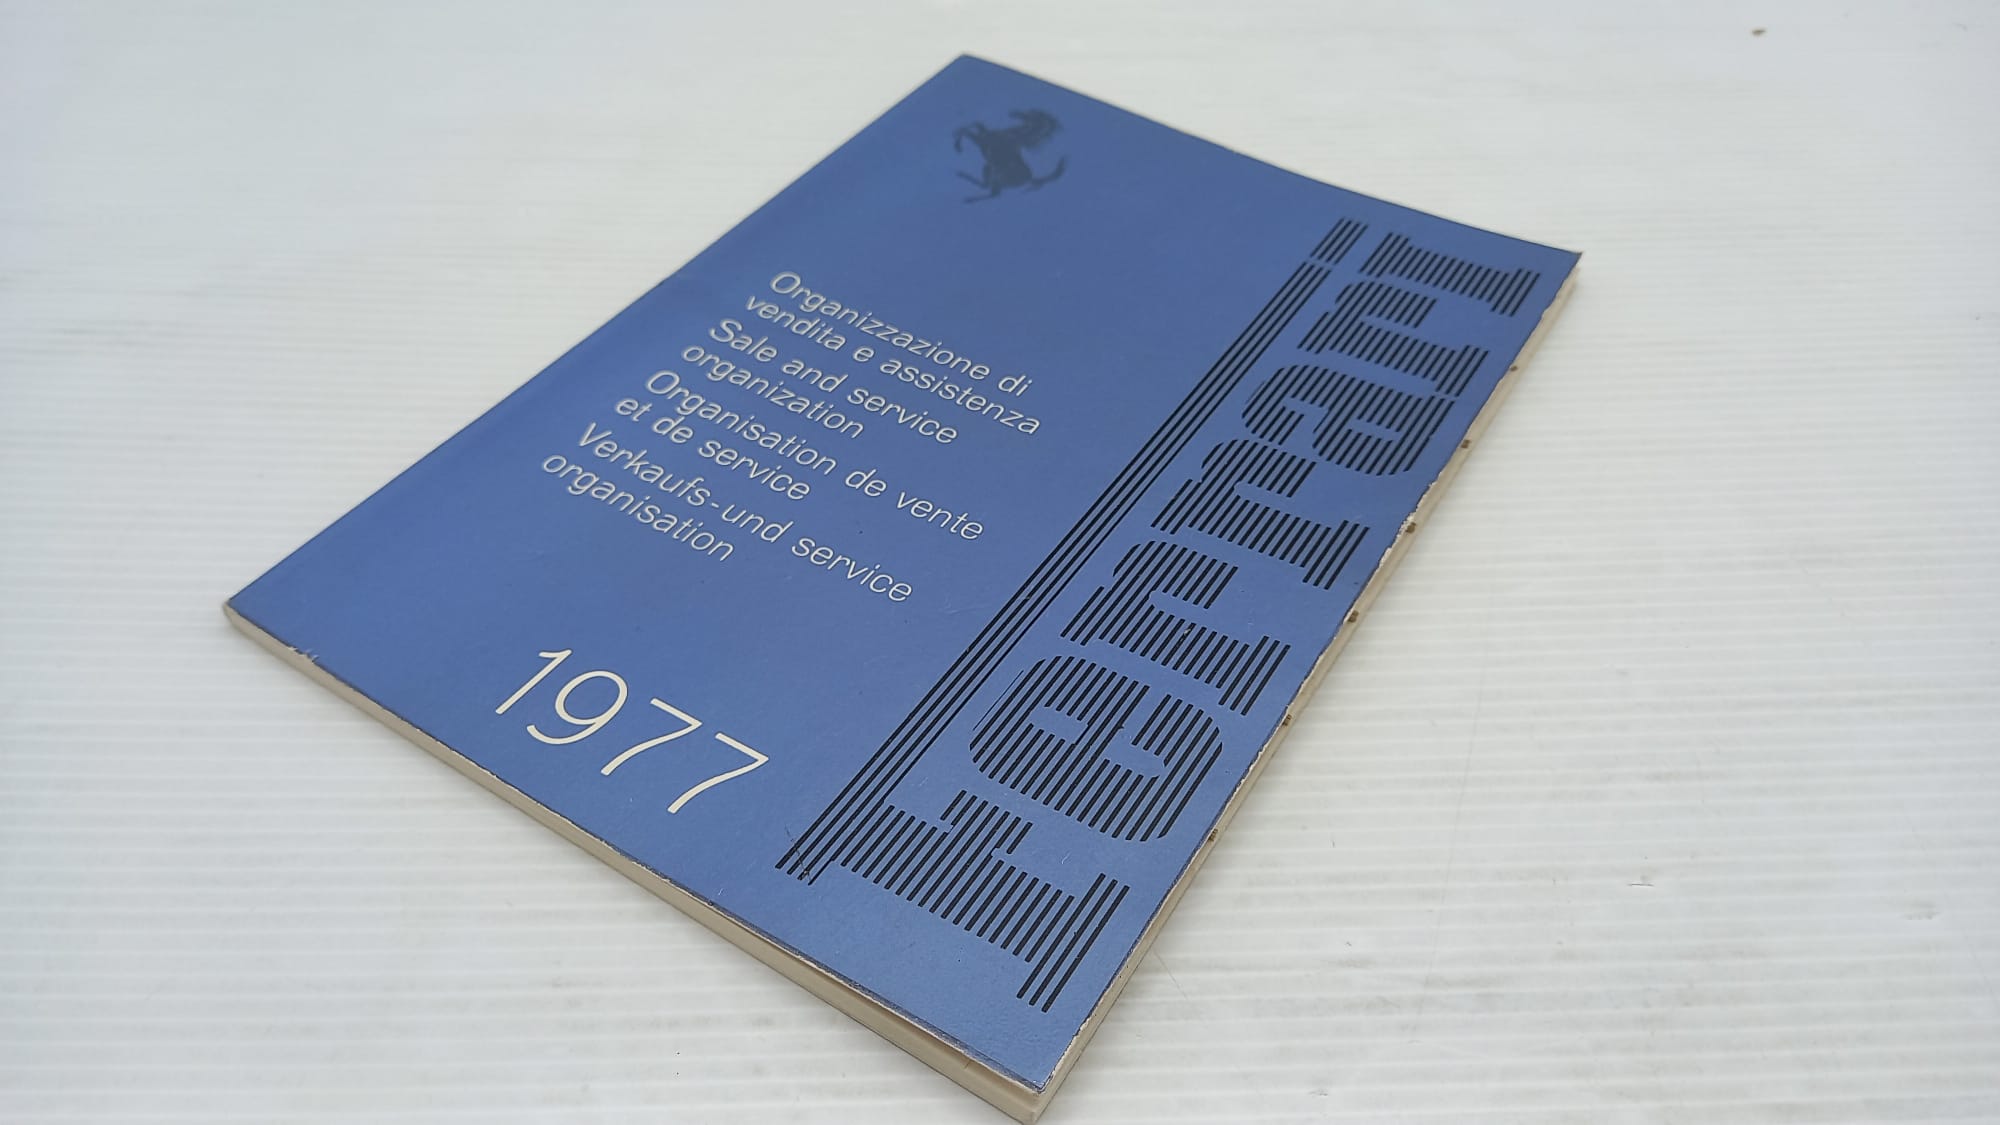 Organizzazione di
vendita e assistenza
Sale and service
organization
Organisation de vente
et de service
Verkaufs-und service
organisation
1977
ferrari